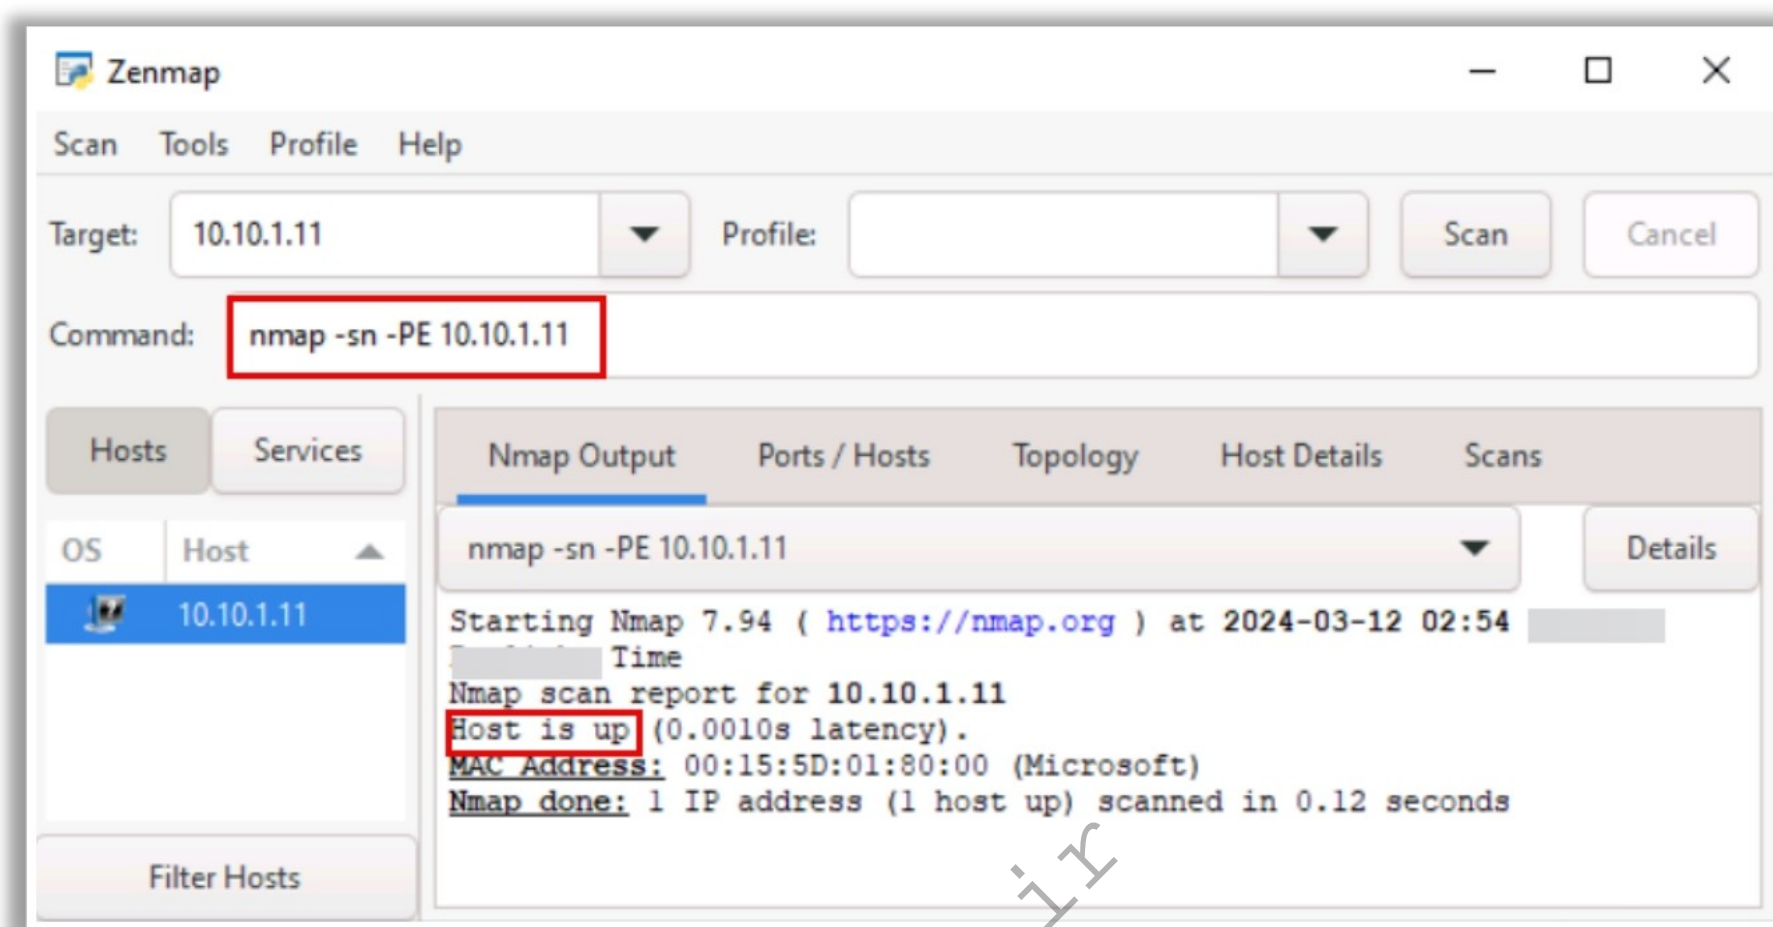 Zenmap
Scan Tools Profile Help
Target: 10.10.1.11 Profile: Scan Cancel
Command: nmap -sn -PE 10.10.1.11
Hosts Services
Nmap Output Ports / Hosts Topology Host Details Scans
OS Host
nmap -sn -PE 10.10.1.11 Details
10.10.1.11
Starting Nmap 7.94 ( https://nmap.org ) at 2024-03-12 02:54
Time
Nmap scan report for 10.10.1.11
Host is up (0.0010s latency).
MAC Address: 00:15:5D:01:80:00 (Microsoft)
Nmap done: 1 IP address (1 host up) scanned in 0.12 seconds
Filter Hosts
ir